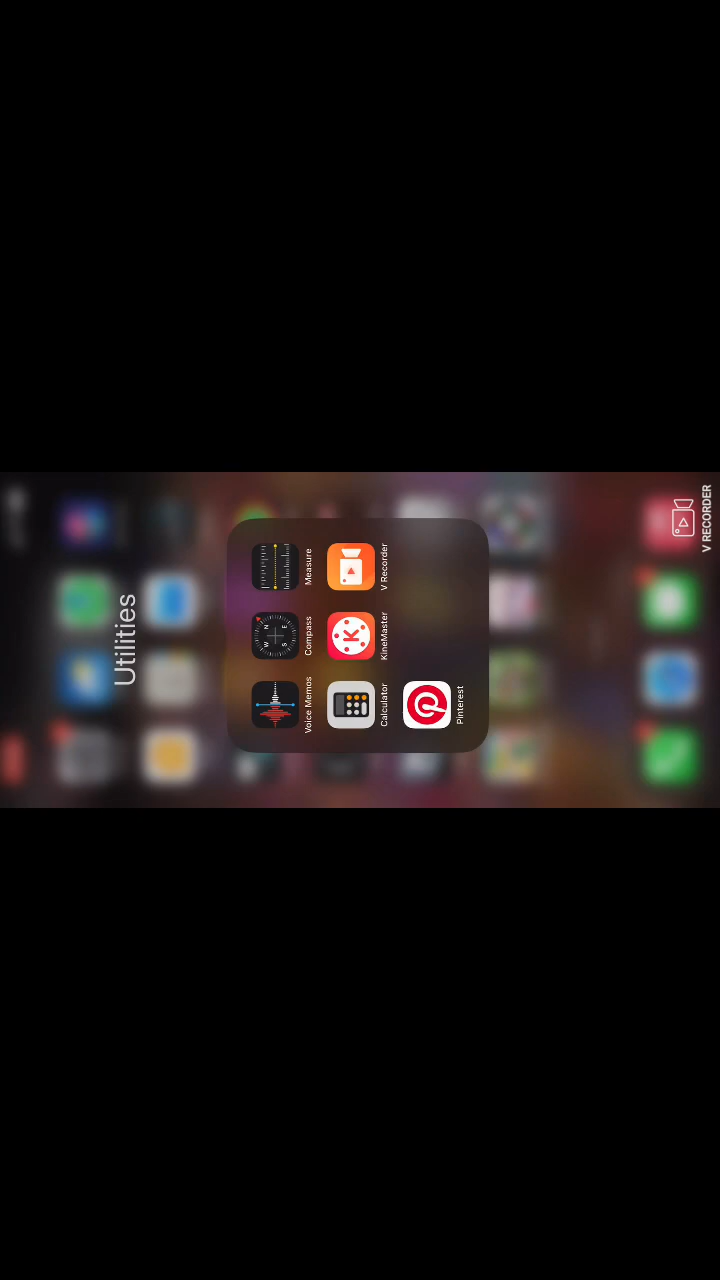 Utilities
Voice Memos
Compass
Measure
Calculator
KineMaster
V Recorder
Pinterest
V RECORDER